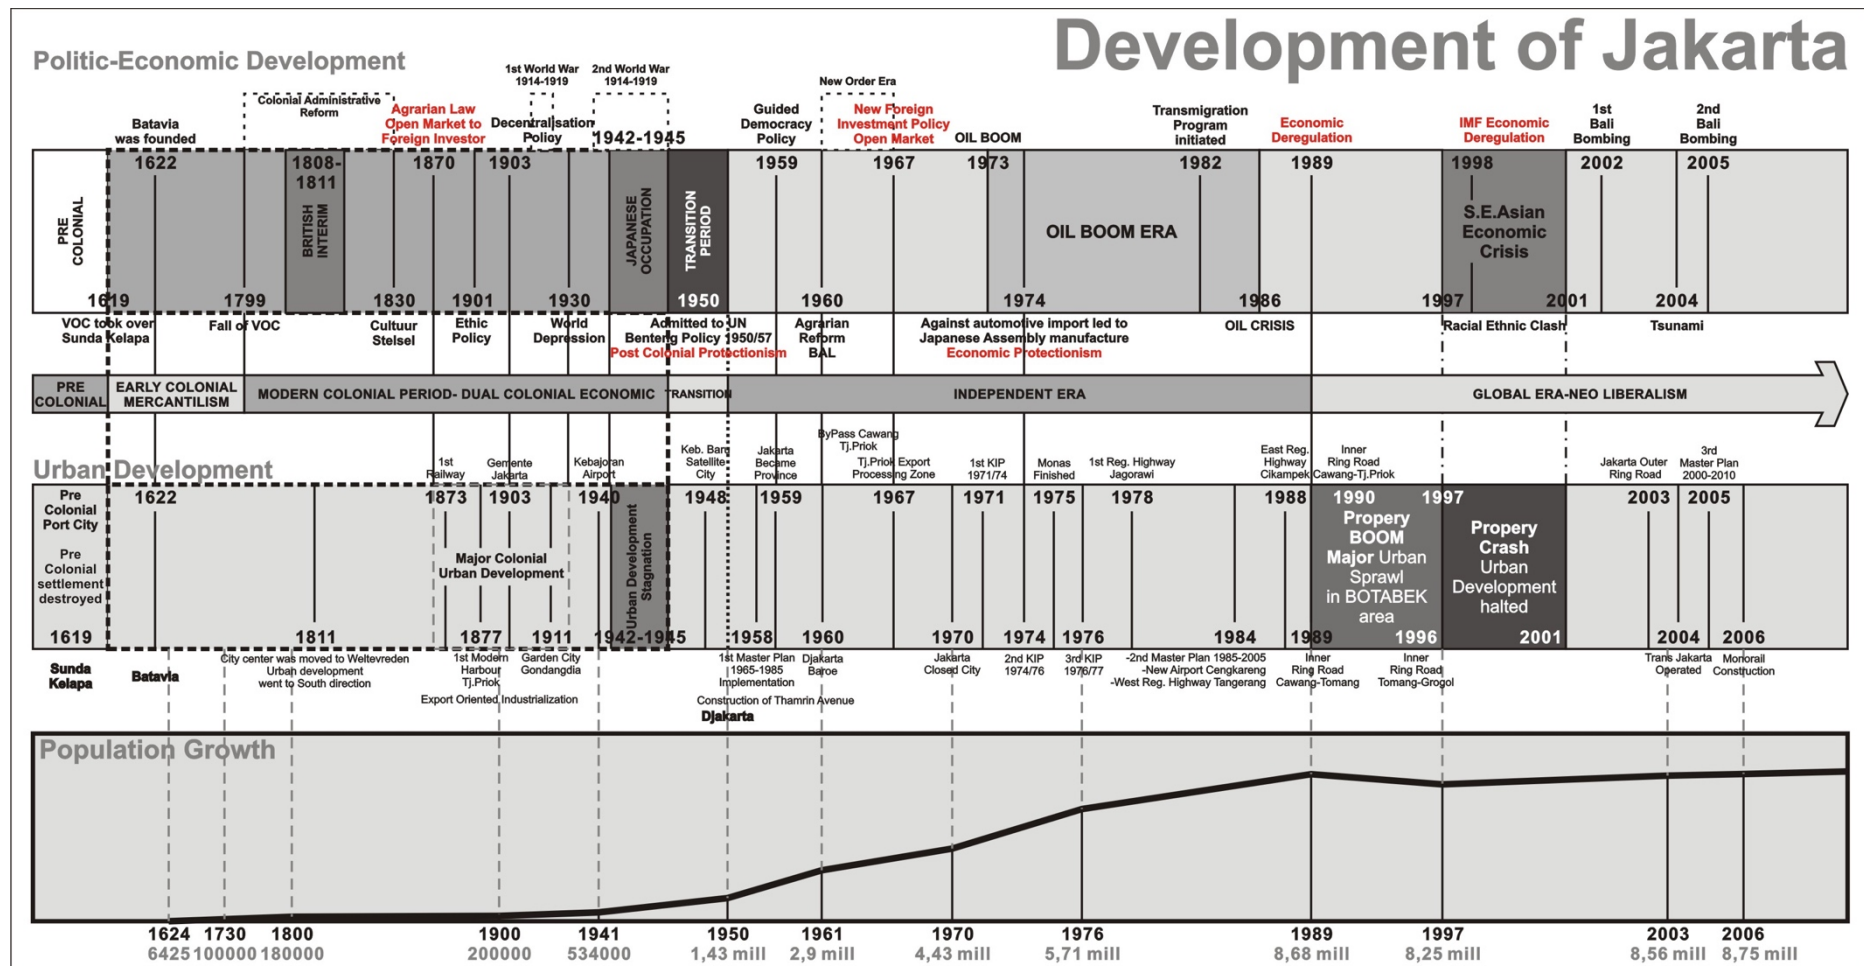 Development of Jakarta
Politic-Economic Development
1st World War
1914-1919
2nd World War
1914-1919
New Order Era
Colonial Administrative
Reform
Batavia
was founded
Agrarian Law
Open Market to
Foreign Investor
Decentralisation
Policy
1942-1945
Guided
Democracy
Policy
New Foreign
Investment Policy
Open Market
OIL BOOM
Transmigration
Program
initiated
Economic
Deregulation
IMF Economic
Deregulation
1st
Bali
Bombing
2nd
Bali
Bombing
1622
1808-
1811
1870
1903
1959
1967
1973
1982
1989
1998
2002
2005
PRE
COLONIAL
BRITISH
INTERIM
JAPANESE
OCCUPATION
TRANSITION
PERIOD
OIL BOOM ERA
S.E.Asian
Economic
Crisis
1619
1799
1830
1901
1930
1950
1960
1974
1986
1997
2001
2004
VOC took over
Sunda Kelapa
Fall of VOC
Cultuur
Stelsel
Ethic
Policy
World
Depression
Admitted to UN
Benteng Policy 1950/57
Post Colonial Protectionism
Agrarian
Reform
BAL
Against automotive import led to
Japanese Assembly manufacture
Economic Protectionism
OIL CRISIS
Racial Ethnic Clash
Tsunami
PRE
COLONIAL
EARLY COLONIAL
MERCANTILISM
MODERN COLONIAL PERIOD- DUAL COLONIAL ECONOMIC
TRANSITION
INDEPENDENT ERA
GLOBAL ERA-NEO LIBERALISM
Urban Development
1st
Railway
Gemente
Jakarta
Kebajoran
Airport
Keb. Baru
Satellite
City
Jakarta
Became
Province
ByPass Cawang
Tj.Priok
Tj.Priok Export
Processing Zone
1st KIP
1971/74
Monas
Finished
1st Reg. Highway
Jagorawi
East Reg.
Highway
Cikampek
Inner
Ring Road
Cawang-Tj.Priok
Jakarta Outer
Ring Road
3rd
Master Plan
2000-2010
Pre
Colonial
Port City
1622
1873
1903
1940
1948
1959
1967
1971
1975
1978
1988
1990
1997
2003
2005
Pre
Colonial
settlement
destroyed
Major Colonial
Urban Development
Urban Development
Stagnation
Propery
BOOM
Major Urban
Sprawl
in BOTABEK
area
Propery
Crash
Urban
Development
halted
1619
1811
1877
1911
1942-1945
1958
1960
1970
1974
1976
1984
1989
1996
2001
2004
2006
Sunda
Kelapa
Batavia
City center was moved to Weltevreden
Urban development
went to South direction
1st Modern
Harbour
Tj.Priok
Garden City
Gondangdia
Export Oriented Industrialization
1st Master Plan
1965-1985
Implementation
Djakarta
Baroe
Construction of Thamrin Avenue
Djakarta
Jakarta
Closed City
2nd KIP
1974/76
3rd KIP
1976/77
-2nd Master Plan 1985-2005
-New Airport Cengkareng
-West Reg. Highway Tangerang
Inner
Ring Road
Cawang-Tomang
Inner
Ring Road
Tomang-Grogol
Trans Jakarta
Operated
Monorail
Construction
Population Growth
1624
1730
1800
1900
1941
1950
1961
1970
1976
1989
1997
2003
2006
6425
100000
180000
200000
534000
1,43 mill
2,9 mill
4,43 mill
5,71 mill
8,68 mill
8,25 mill
8,56 mill
8,75 mill